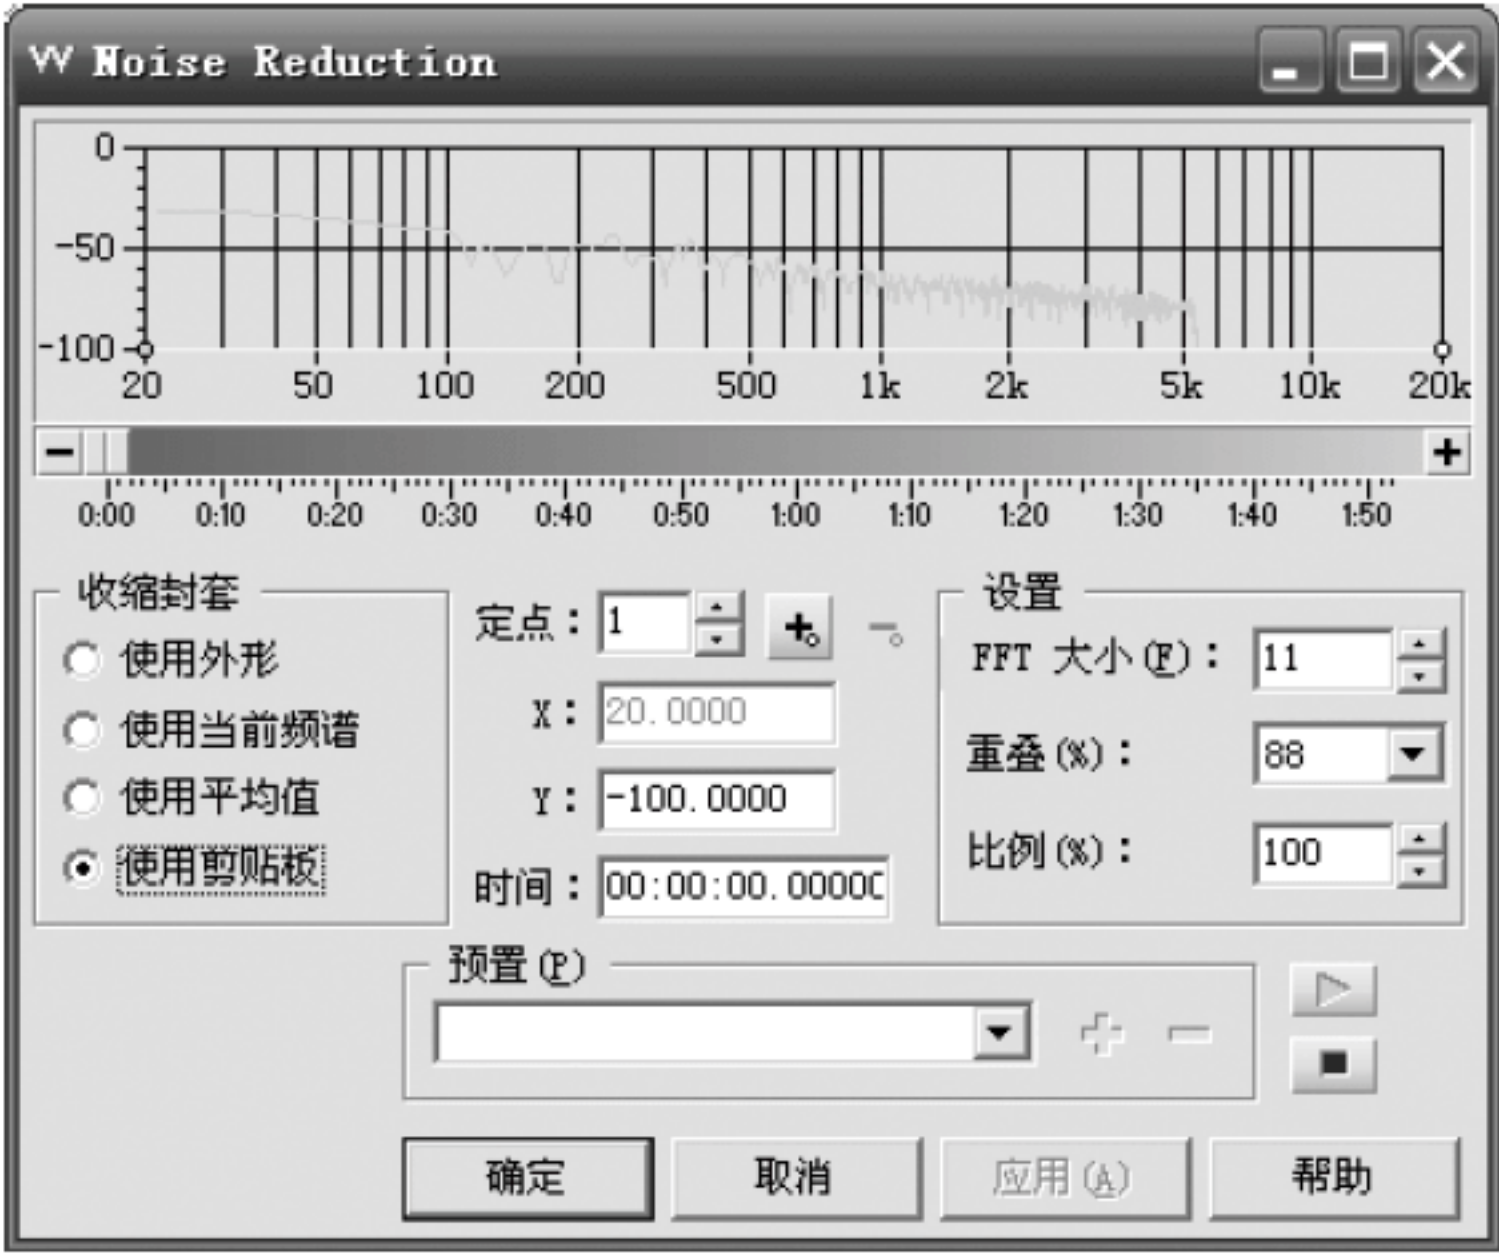 Noise Reduction
0
-50
-100
20 50 100 200 500 1k 2k 5k 10k 20k
0:00 0:10 0:20 0:30 0:40 0:50 1:00 1:10 1:20 1:30 1:40 1:50
收缩封套
使用外形
使用当前频谱
使用平均值
使用剪贴板
定点: 1
X: 20.0000
Y: -100.0000
时间: 00:00:00.00000
设置
FFT 大小(F): 11
重叠(%): 88
比例(%): 100
预置(P)
确定 取消 应用(A) 帮助